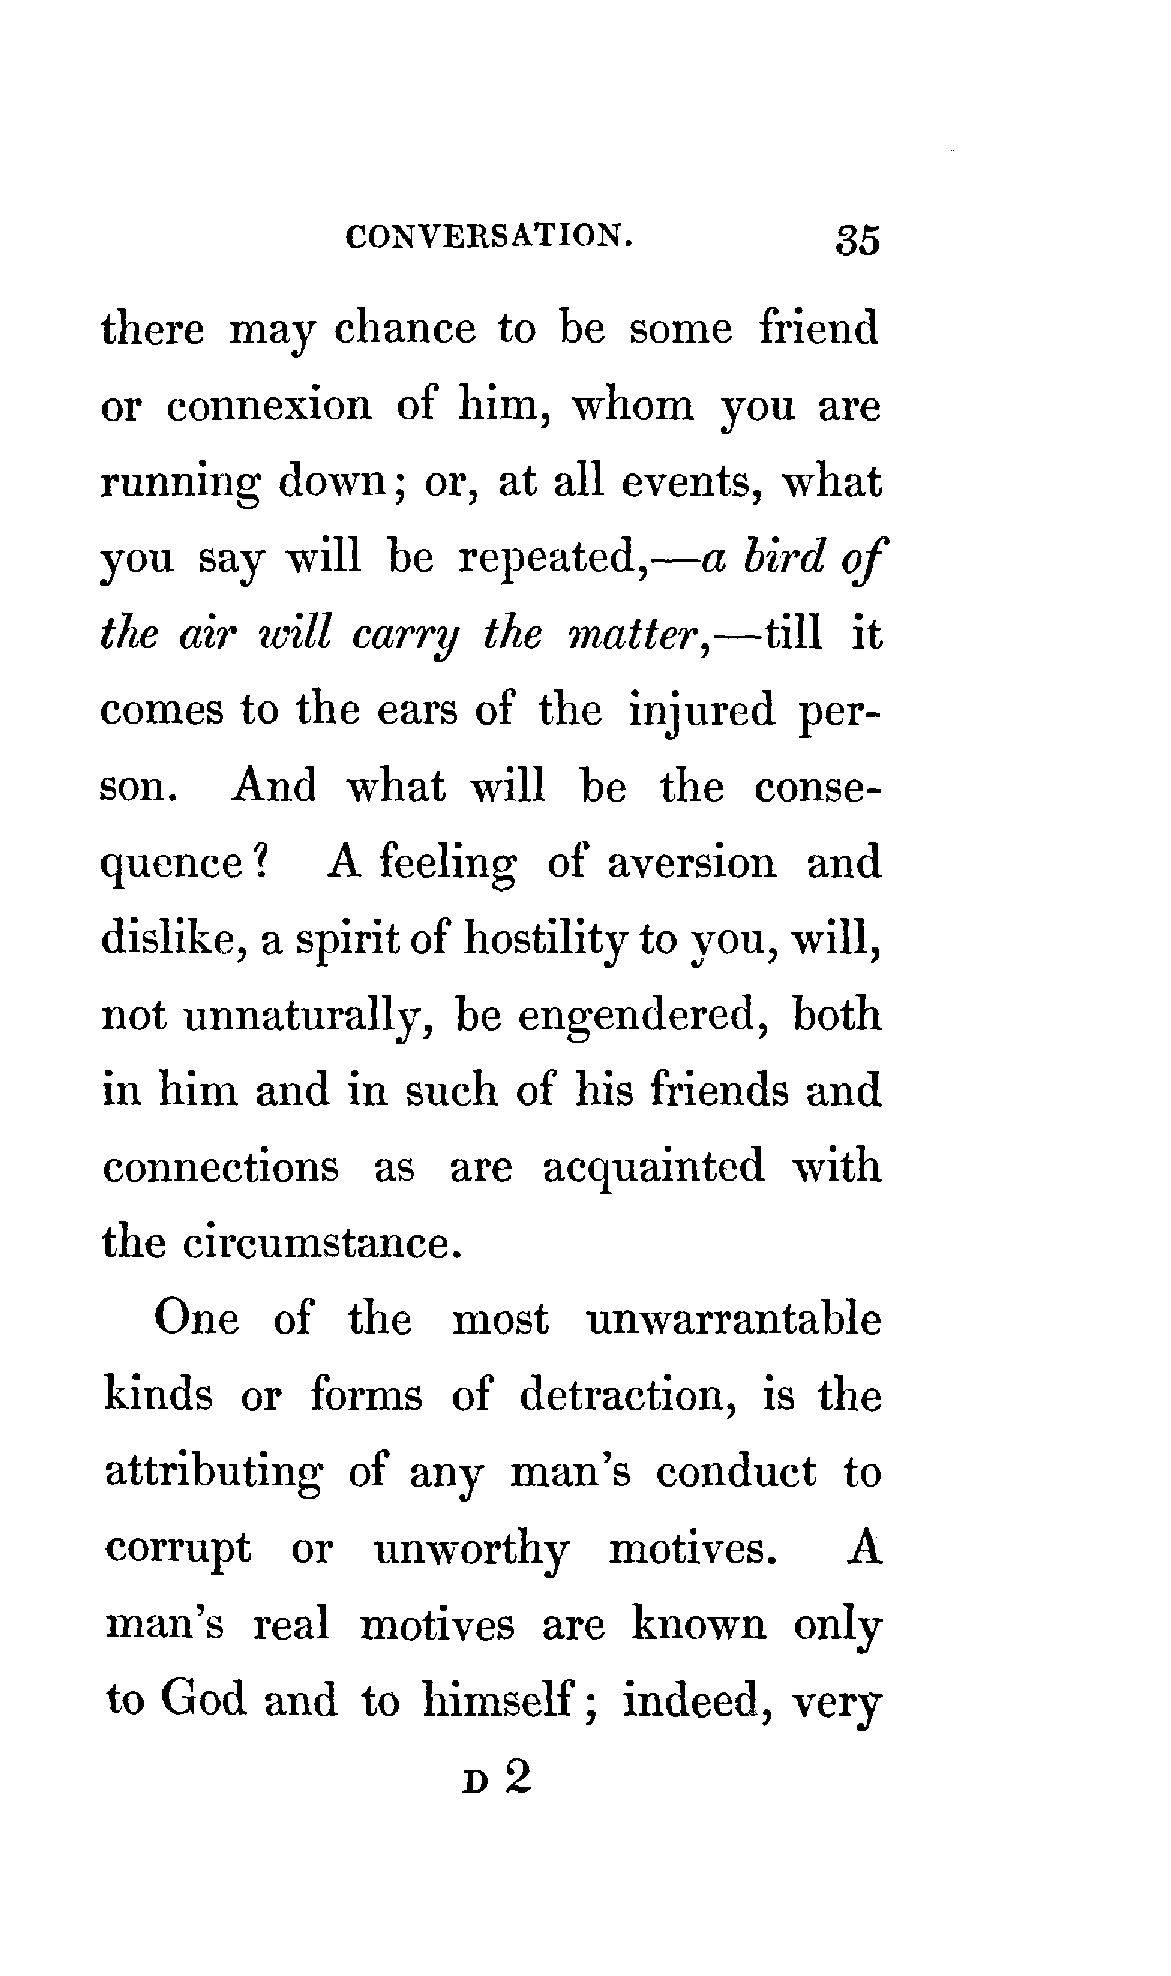 CONVERSATION. 35
there may chance to be some friend
or connexion of him, whom you are
running down; or, at all events, what
you say will be repeated,—a bird of
the air will carry the matter,—till it
comes to the ears of the injured per-
son. And what will be the conse-
quence? A feeling of aversion and
dislike, a spirit of hostility to you, will,
not unnaturally, be engendered, both
in him and in such of his friends and
connections as are acquainted with
the circumstance.
One of the most unwarrantable
kinds or forms of detraction, is the
attributing of any man's conduct to
corrupt or unworthy motives. A
man's real motives are known only
to God and to himself; indeed, very
D 2